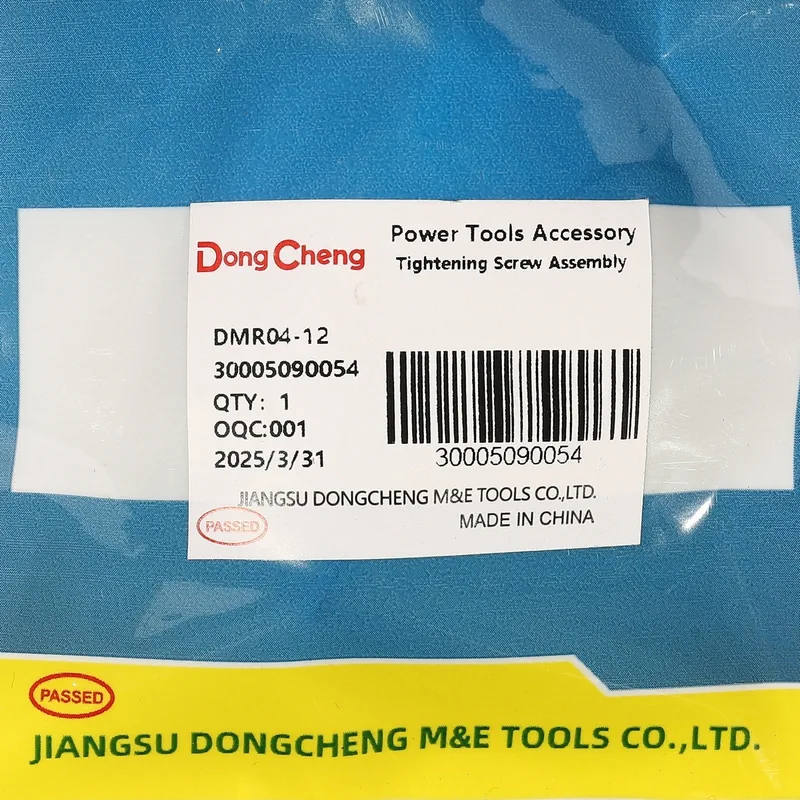 DongCheng
Power Tools Accessory
Tightening Screw Assembly
DMR04-12
30005090054
QTY: 1
OQC:001
2025/3/31
30005090054
JIANGSU DONGCHENG M&E TOOLS CO.,LTD.
PASSED
MADE IN CHINA
PASSED
JIANGSU DONGCHENG M&E TOOLS CO.,LTD.